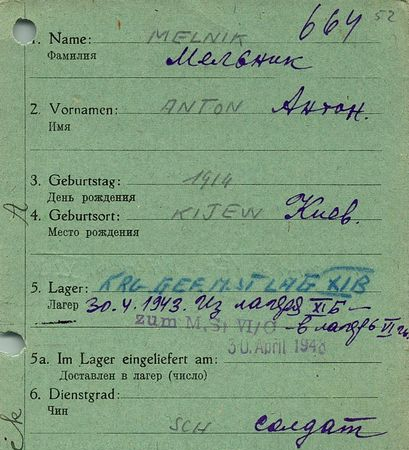 664 52
1. Name: MELNIK
Фамилия Мельник
2. Vornamen: ANTON Антон.
Имя
3. Geburtstag: 1914
День рождения
4. Geburtsort: KIJEW Киев.
Место рождения
5. Lager: KRG GEF.M.ST LAG XIB
Лагер 30.4.1943. Из лагеря XI Б —
zum M.St VI/G в лагерь VI
30. April 1943
5a. Im Lager eingeliefert am:
Доставлен в лагер (число)
6. Dienstgrad:
Чин
SCH солдат